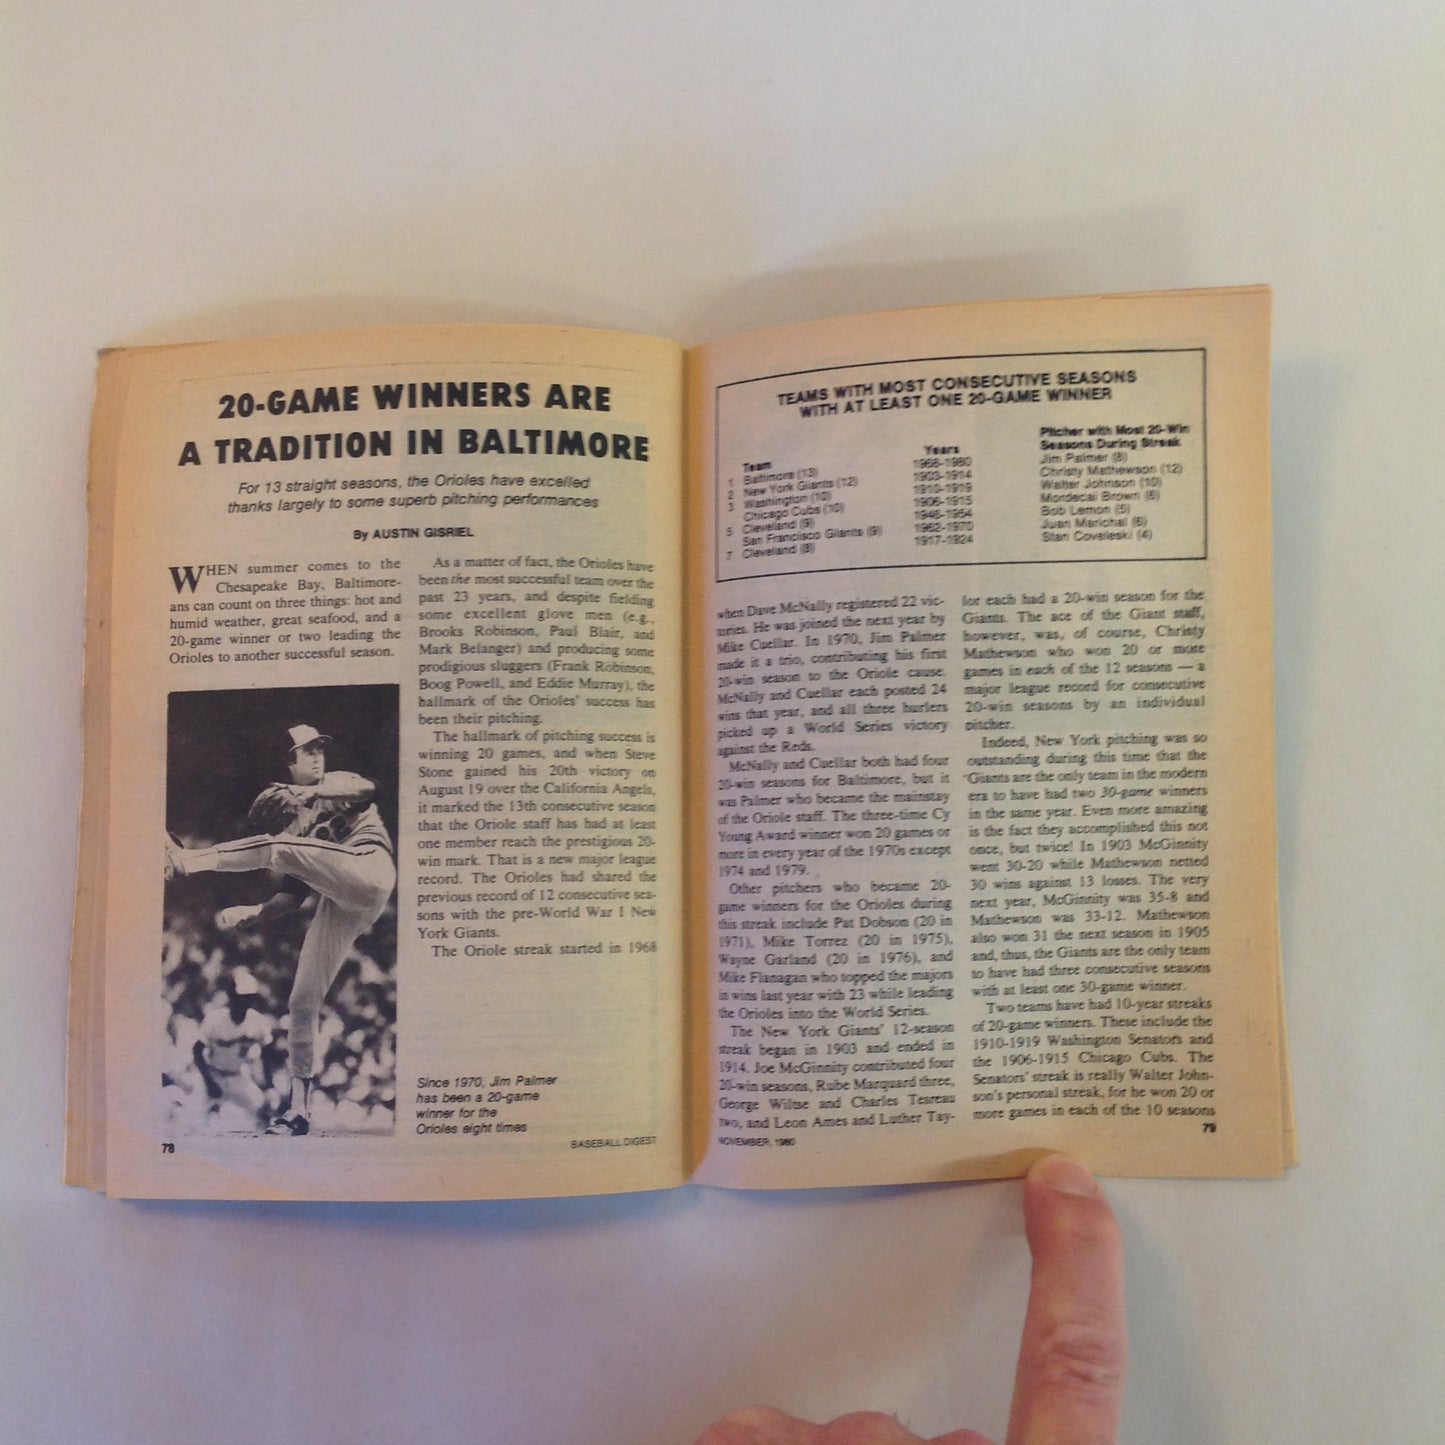 20-GAME WINNERS ARE
A TRADITION IN BALTIMORE
For 13 straight seasons, the Orioles have excelled
thanks largely to some superb pitching performances
By AUSTIN GISRIEL
WHEN summer comes to the
Chesapeake Bay, Baltimore-
ans can count on three things: hot and
humid weather, great seafood, and a
20-game winner or two leading the
Orioles to another successful season.
As a matter of fact, the Orioles have
been the most successful team over the
past 23 years, and despite fielding
some excellent glove men (e.g.,
Brooks Robinson, Paul Blair, and
Mark Belanger) and producing some
prodigious sluggers (Frank Robinson,
Boog Powell, and Eddie Murray), the
hallmark of the Orioles' success has
been their pitching.
The hallmark of pitching success is
winning 20 games, and when Steve
Stone gained his 20th victory on
August 19 over the California Angels,
it marked the 13th consecutive season
that the Oriole staff has had at least
one member reach the prestigious 20-
win mark. That is a new major league
record. The Orioles had shared the
previous record of 12 consecutive sea-
sons with the pre-World War I New
York Giants.
The Oriole streak started in 1968
Since 1970, Jim Palmer
has been a 20-game
winner for the
Orioles eight times
78
BASEBALL DIGEST
TEAMS WITH MOST CONSECUTIVE SEASONS
WITH AT LEAST ONE 20-GAME WINNER
Team Years Pitcher with Most 20-Win
Seasons During Streak
1 Baltimore (13) 1968-1980 Jim Palmer (8)
2 New York Giants (12) 1903-1914 Christy Mathewson (12)
3 Washington (10) 1910-1919 Walter Johnson (10)
Chicago Cubs (10) 1906-1915 Mordecai Brown (6)
5 Cleveland (9) 1946-1954 Bob Lemon (5)
San Francisco Giants (9) 1962-1970 Juan Marichal (6)
7 Cleveland (8) 1917-1924 Stan Coveleski (4)
when Dave McNally registered 22 vic-
tories. He was joined the next year by
Mike Cuellar. In 1970, Jim Palmer
made it a trio, contributing his first
20-win season to the Oriole cause.
McNally and Cuellar each posted 24
wins that year, and all three hurlers
picked up a World Series victory
against the Reds.
McNally and Cuellar both had four
20-win seasons for Baltimore, but it
was Palmer who became the mainstay
of the Oriole staff. The three-time Cy
Young Award winner won 20 games or
more in every year of the 1970s except
1974 and 1979.
Other pitchers who became 20-
game winners for the Orioles during
this streak include Pat Dobson (20 in
1971), Mike Torrez (20 in 1975),
Wayne Garland (20 in 1976), and
Mike Flanagan who topped the majors
in wins last year with 23 while leading
the Orioles into the World Series.
The New York Giants' 12-season
streak began in 1903 and ended in
1914. Joe McGinnity contributed four
20-win seasons, Rube Marquard three,
George Wiltse and Charles Tesreau
two, and Leon Ames and Luther Tay-
lor each had a 20-win season for the
Giants. The ace of the Giant staff,
however, was, of course, Christy
Mathewson who won 20 or more
games in each of the 12 seasons — a
major league record for consecutive
20-win seasons by an individual
pitcher.
Indeed, New York pitching was so
outstanding during this time that the
Giants are the only team in the modern
era to have had two 30-game winners
in the same year. Even more amazing
is the fact they accomplished this not
once, but twice! In 1903 McGinnity
went 30-20 while Mathewson netted
30 wins against 13 losses. The very
next year, McGinnity was 35-8 and
Mathewson was 33-12. Mathewson
also won 31 the next season in 1905
and, thus, the Giants are the only team
to have had three consecutive seasons
with at least one 30-game winner.
Two teams have had 10-year streaks
of 20-game winners. These include the
1910-1919 Washington Senators and
the 1906-1915 Chicago Cubs. The
Senators' streak is really Walter John-
son's personal streak, for he won 20 or
more games in each of the 10 seasons
NOVEMBER, 1980
79